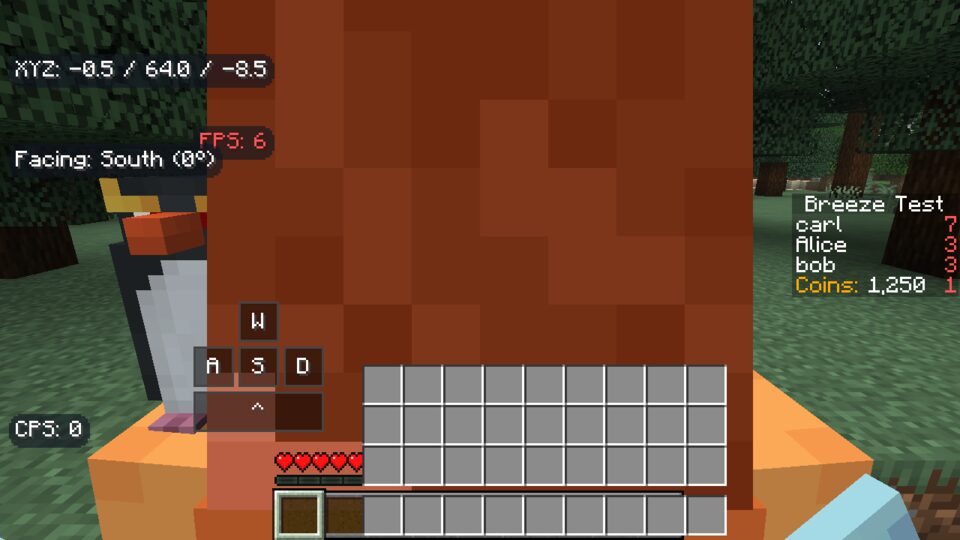 XYZ: -0.5 / 64.0 / -8.5
FPS: 6
Facing: South (0°)
Breeze Test
carl 7
Alice 3
bob 3
Coins: 1,250 1
W
A S D
^
CPS: 0